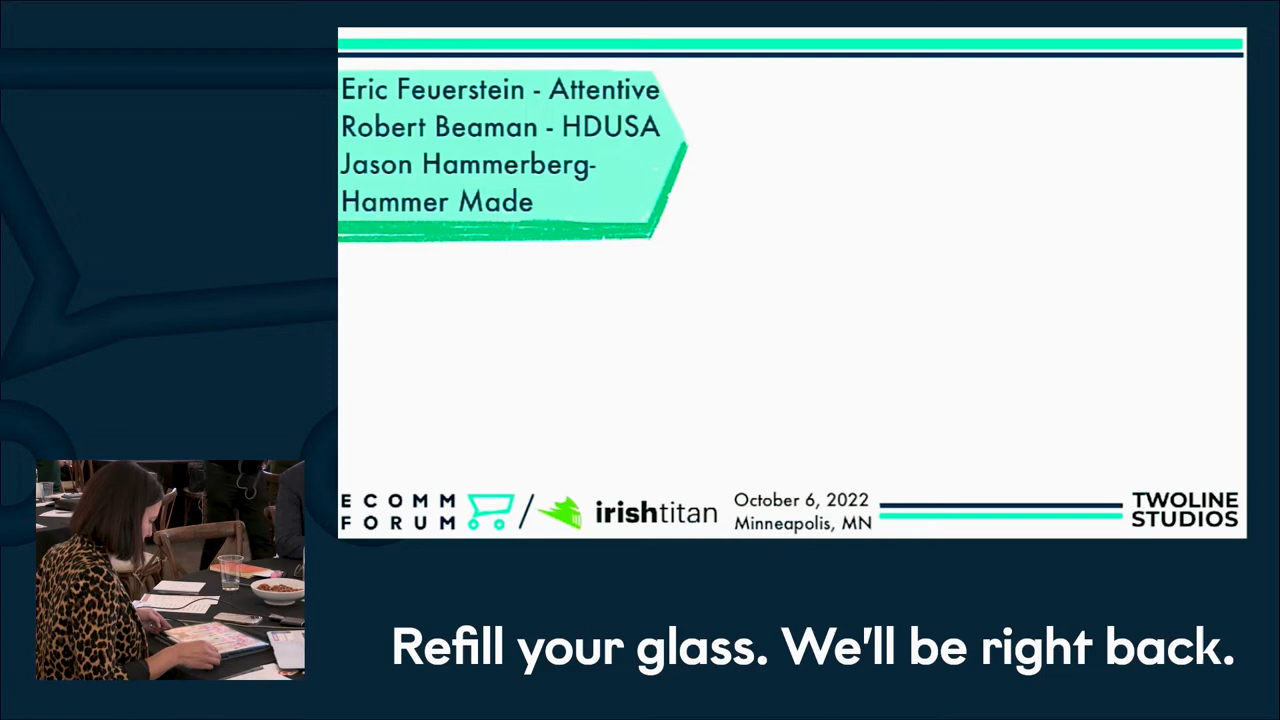 Eric Feuerstein - Attentive
Robert Beaman - HDUSA
Jason Hammerberg-
Hammer Made
ECOMM
FORUM
irishtitan
October 6, 2022
Minneapolis, MN
TWOLINE
STUDIOS
Refill your glass. We'll be right back.